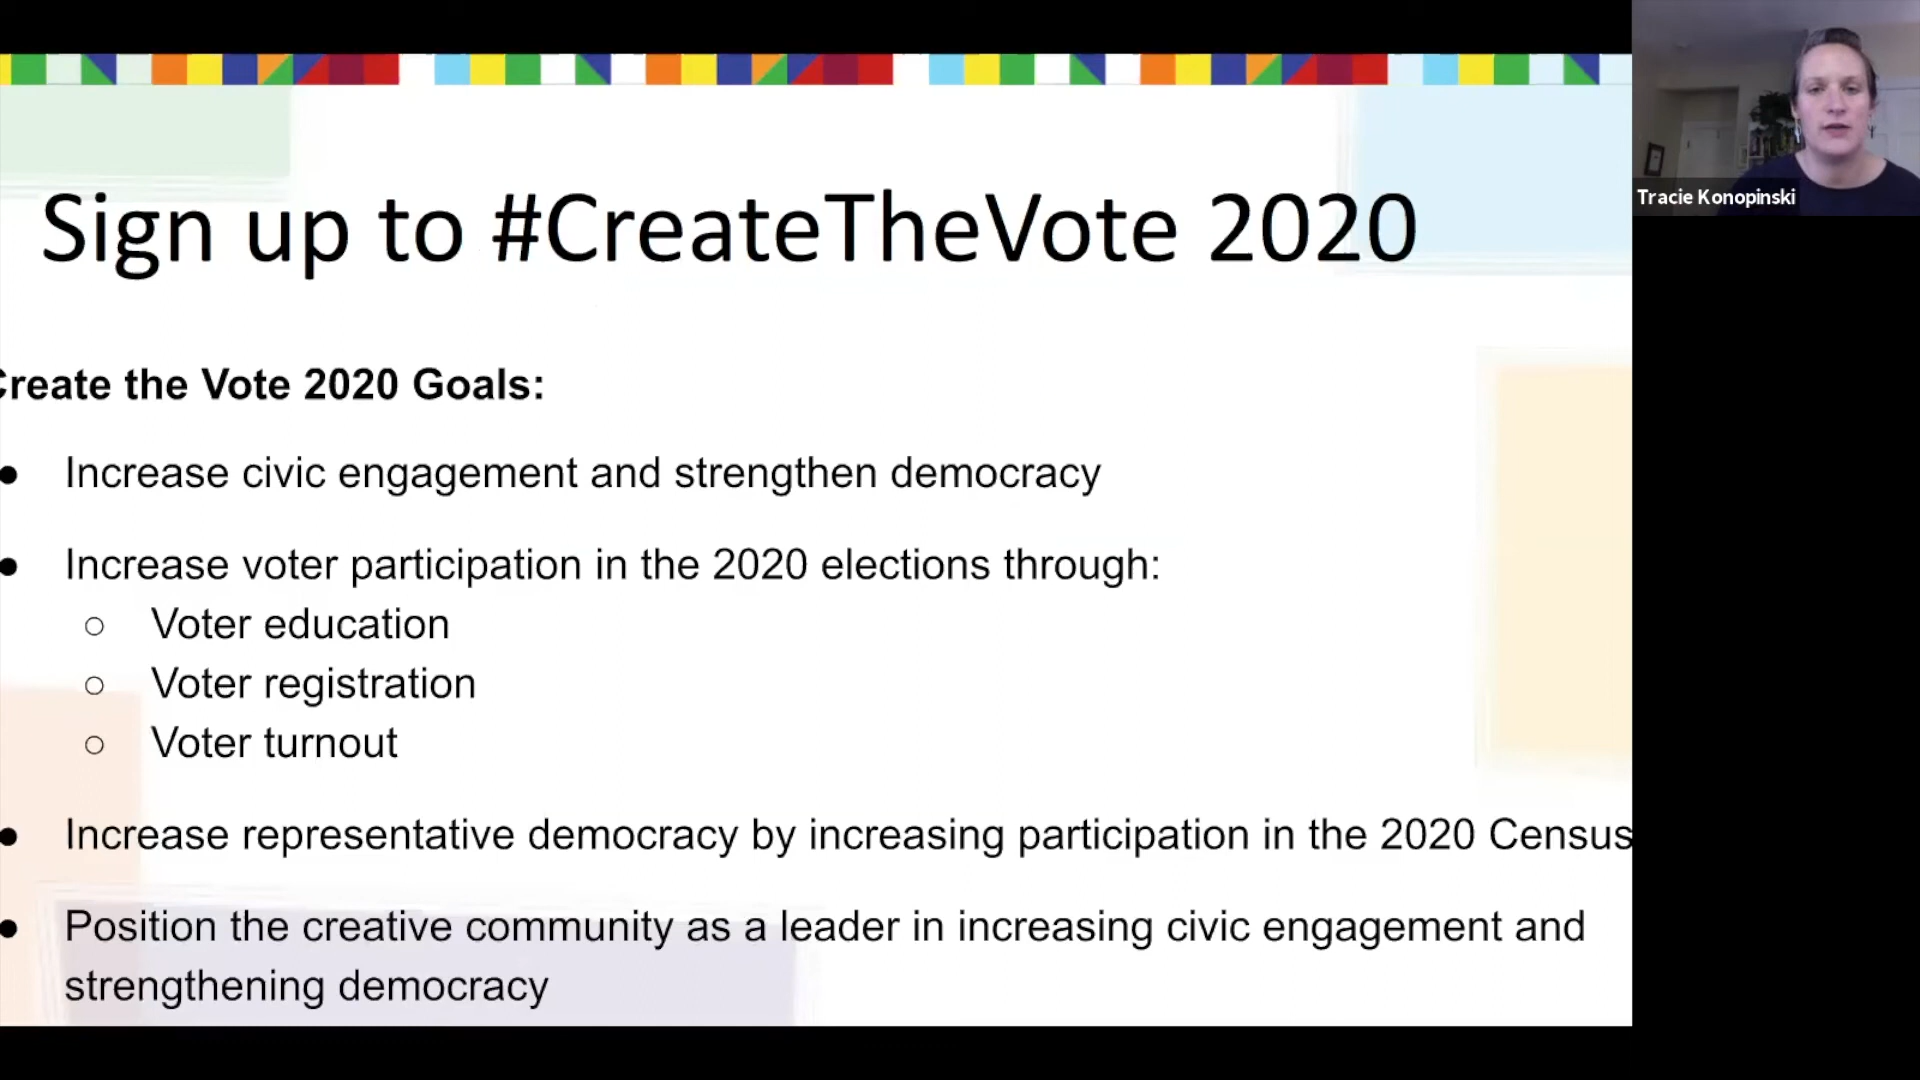 Sign up to #CreateTheVote 2020
Create the Vote 2020 Goals:
● Increase civic engagement and strengthen democracy
● Increase voter participation in the 2020 elections through:
○ Voter education
○ Voter registration
○ Voter turnout
● Increase representative democracy by increasing participation in the 2020 Census
● Position the creative community as a leader in increasing civic engagement and
strengthening democracy
Tracie Konopinski